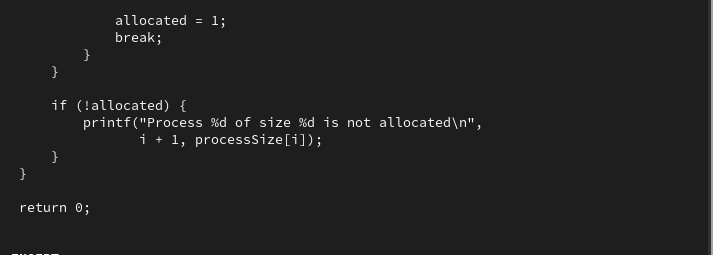 allocated = 1;
break;
}
}
if (!allocated) {
printf("Process %d of size %d is not allocated\n",
i + 1, processSize[i]);
}
}
return 0;